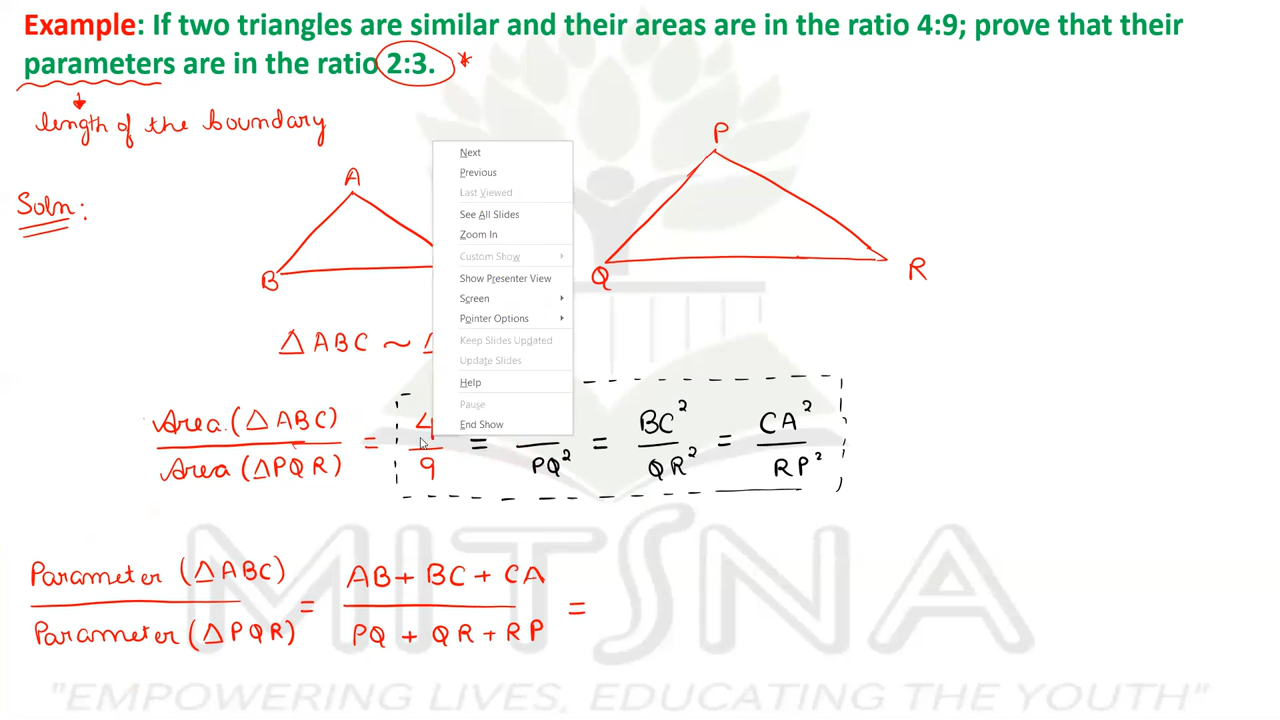 Example: If two triangles are similar and their areas are in the ratio 4:9; prove that their
parameters are in the ratio 2:3. *
length of the boundary
Soln:
A
B
P
Q
R
Next
Previous
Last Viewed
See All Slides
Zoom In
Custom Show
Show Presenter View
Screen
Pointer Options
Keep Slides Updated
Update Slides
Help
Pause
End Show
△ABC ~ △
Area (△ABC) / Area (△PQR) = 4/9 = /PQ² = BC²/QR² = CA²/RP²
Parameter (△ABC) / Parameter (△PQR) = AB + BC + CA / PQ + QR + RP =
MITSNA
"EMPOWERING LIVES, EDUCATING THE YOUTH"